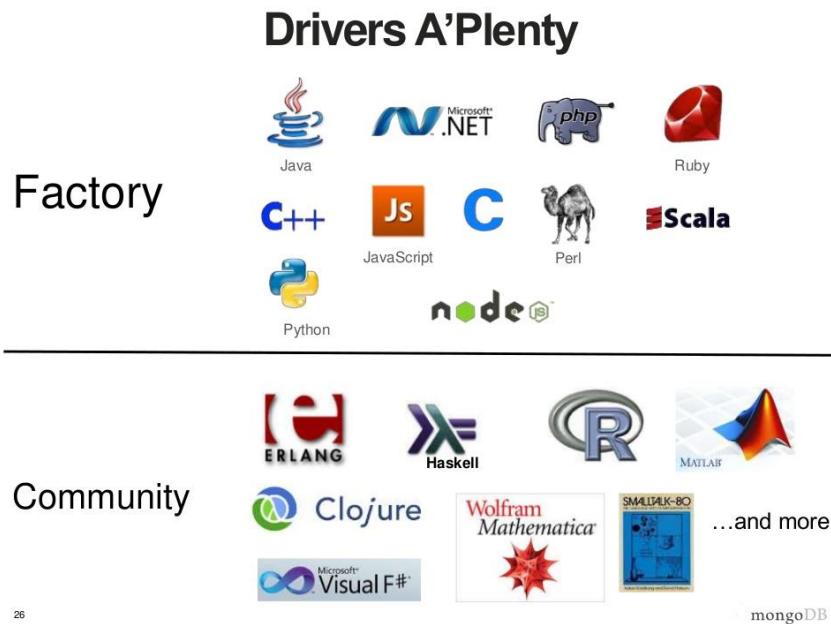 Drivers A'Plenty
Factory
Java
Microsoft
.NET
php
Ruby
C++
JS
JavaScript
C
Perl
Scala
Python
node
JS
ERLANG
Haskell
R
MATLAB
Community
Clojure
Wolfram
Mathematica
SMALLTALK-80
...and more
Microsoft
Visual F#
26
mongoDB